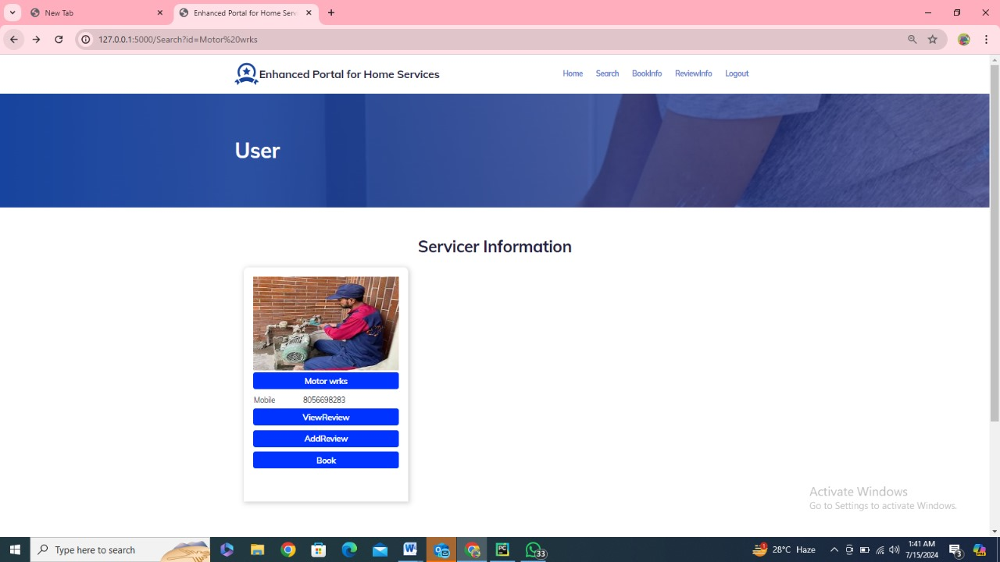 New Tab
Enhanced Portal for Home Serv
127.0.0.1:5000/Search?id=Motor%20wrks
Enhanced Portal for Home Services
Home Search BookInfo ReviewInfo Logout
User
Servicer Information
Motor wrks
Mobile 8056698283
ViewReview
AddReview
Book
Activate Windows
Go to Settings to activate Windows.
Type here to search
33
28°C Haze
1:41 AM
7/15/2024